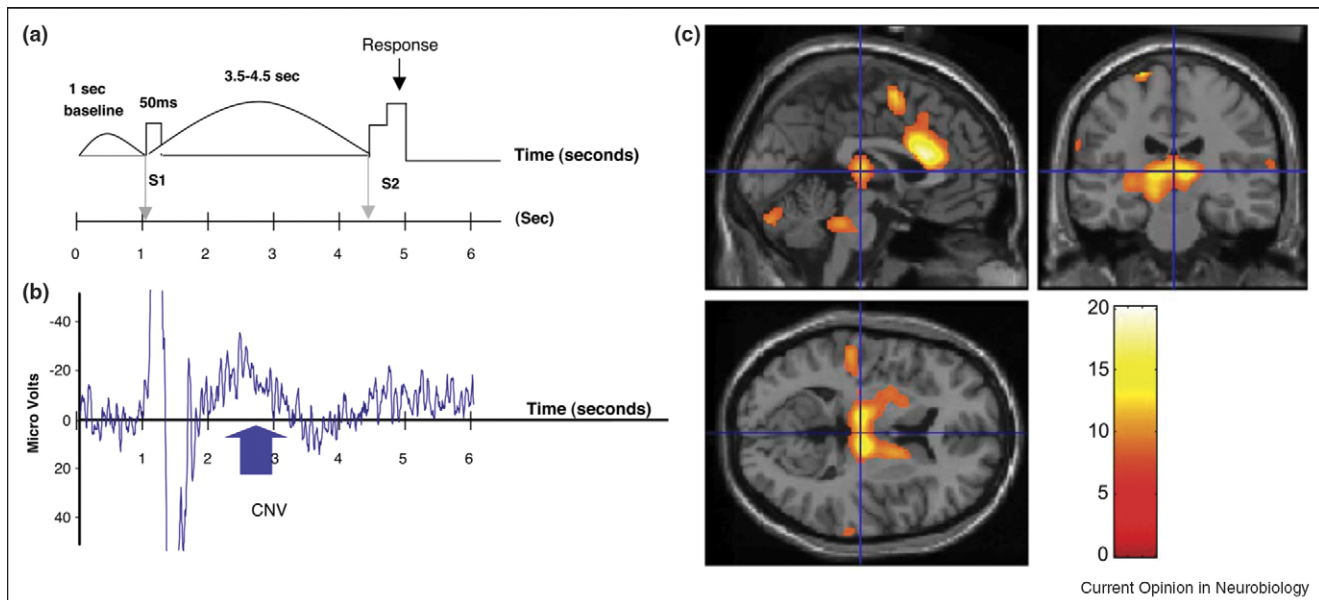 (a)
Response
3.5-4.5 sec
1 sec
baseline
50ms
Time (seconds)
S1
S2
(Sec)
0 1 2 3 4 5 6
(b)
-40
-20
0
20
40
Micro Volts
Time (seconds)
1 2 3 4 5 6
CNV
(c)
20
15
10
5
0
Current Opinion in Neurobiology